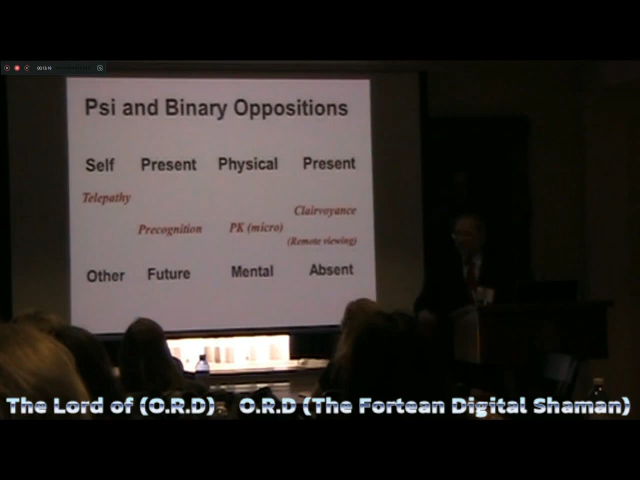 Psi and Binary Oppositions
Self Present Physical Present
Telepathy
Clairvoyance
Precognition PK (micro)
(Remote viewing)
Other Future Mental Absent
The Lord of (O.R.D) O.R.D (The Fortean Digital Shaman)